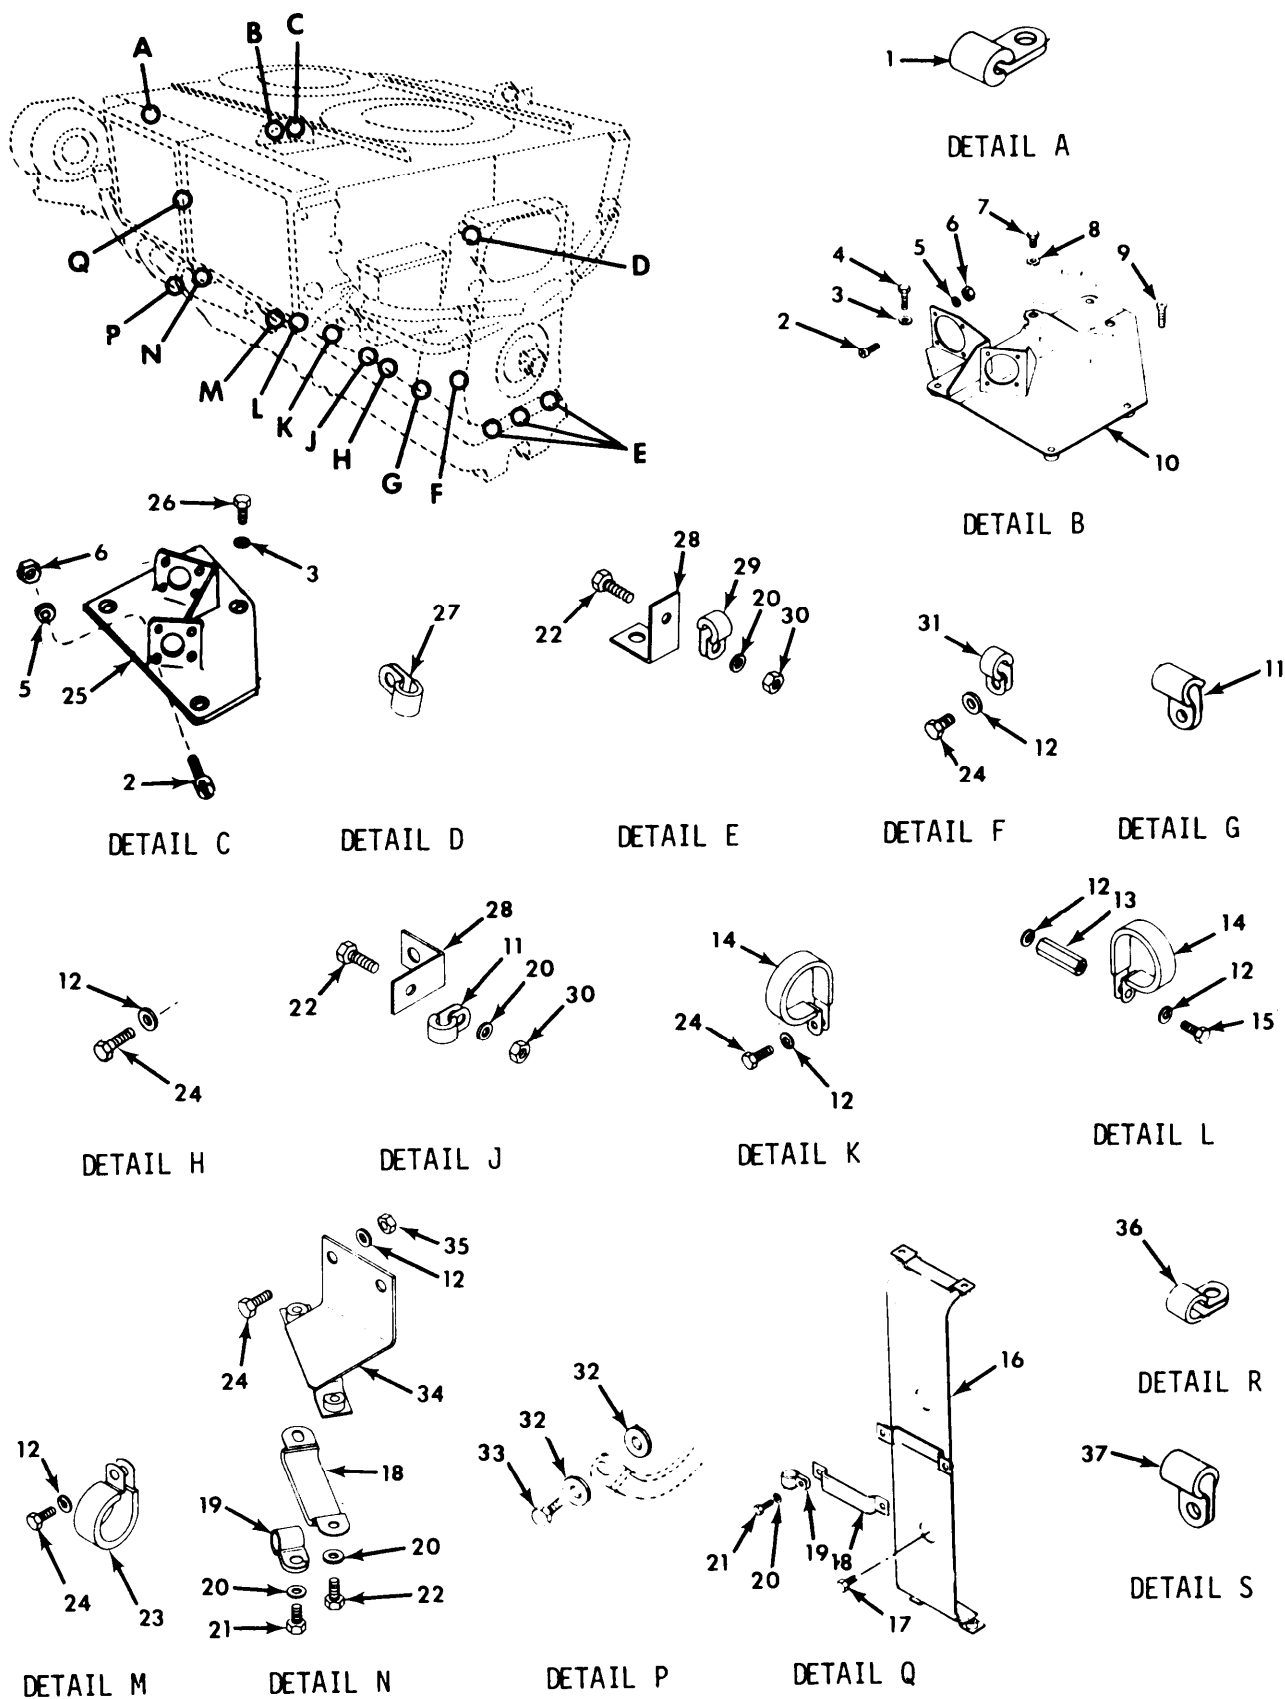 A
B
C
Q
P
N
M
L
K
J
H
G
F
E
D
1
DETAIL A
2
3
4
5
6
7
8
9
10
DETAIL B
26
3
6
5
25
2
DETAIL C
27
DETAIL D
28
29
20
30
22
DETAIL E
31
12
24
DETAIL F
11
DETAIL G
12
24
DETAIL H
28
11
20
30
22
DETAIL J
14
24
12
DETAIL K
12
13
14
12
15
DETAIL L
12
24
23
DETAIL M
35
12
24
34
18
19
20
20
22
21
DETAIL N
32
32
33
DETAIL P
16
21
20
19
18
17
DETAIL Q
36
DETAIL R
37
DETAIL S